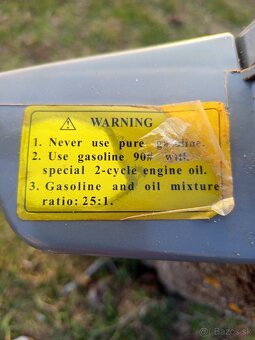 WARNING
1. Never use pure gasoline.
2. Use gasoline 90# with
special 2-cycle engine oil.
3. Gasoline and oil mixture
ratio: 25:1.
Bazos.sk